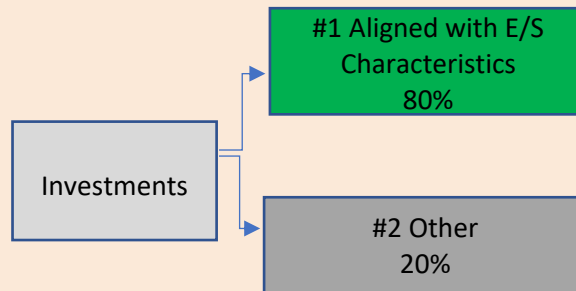 #1 Aligned with E/S
Characteristics
80%
Investments
#2 Other
20%